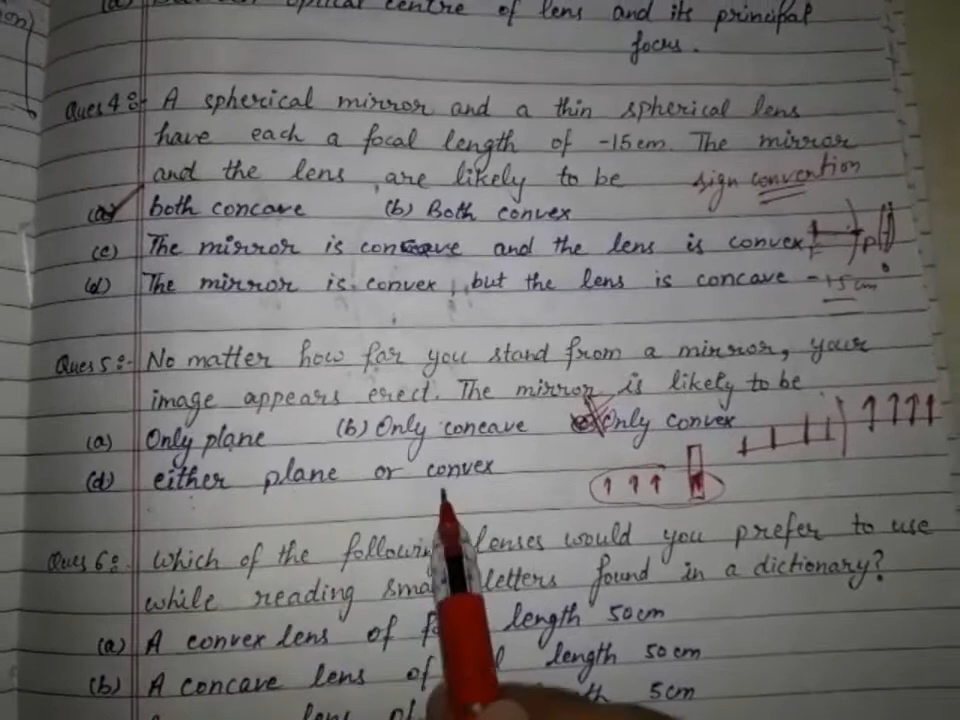 optical centre of lens and its principal
focus.
Ques 4:- A spherical mirror and a thin spherical lens
have each a focal length of -15cm. The mirror
and the lens are likely to be sign convention
(a) both concave (b) Both convex
(c) The mirror is concave and the lens is convex P
(d) The mirror is convex, but the lens is concave -15 cm
Ques 5:- No matter how far you stand from a mirror, your
image appears erect. The mirror is likely to be
(a) Only plane (b) Only concave Only convex
(d) either plane or convex
Ques 6:- Which of the following lenses would you prefer to use
while reading small letters found in a dictionary?
(a) A convex lens of length 50cm
(b) A concave lens of length 50cm
5cm